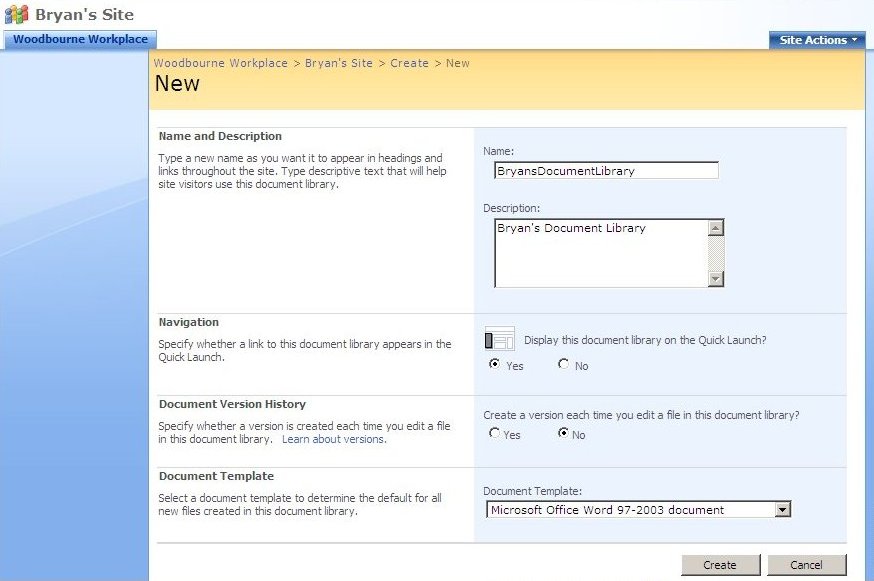 Bryan's Site
Woodbourne Workplace
Site Actions
Woodbourne Workplace > Bryan's Site > Create > New
New
Name and Description
Type a new name as you want it to appear in headings and
links throughout the site. Type descriptive text that will help
site visitors use this document library.
Name:
BryansDocumentLibrary
Description:
Bryan's Document Library
Navigation
Specify whether a link to this document library appears in the
Quick Launch.
Display this document library on the Quick Launch?
Yes No
Document Version History
Specify whether a version is created each time you edit a file
in this document library. Learn about versions.
Create a version each time you edit a file in this document library?
Yes No
Document Template
Select a document template to determine the default for all
new files created in this document library.
Document Template:
Microsoft Office Word 97-2003 document
Create Cancel